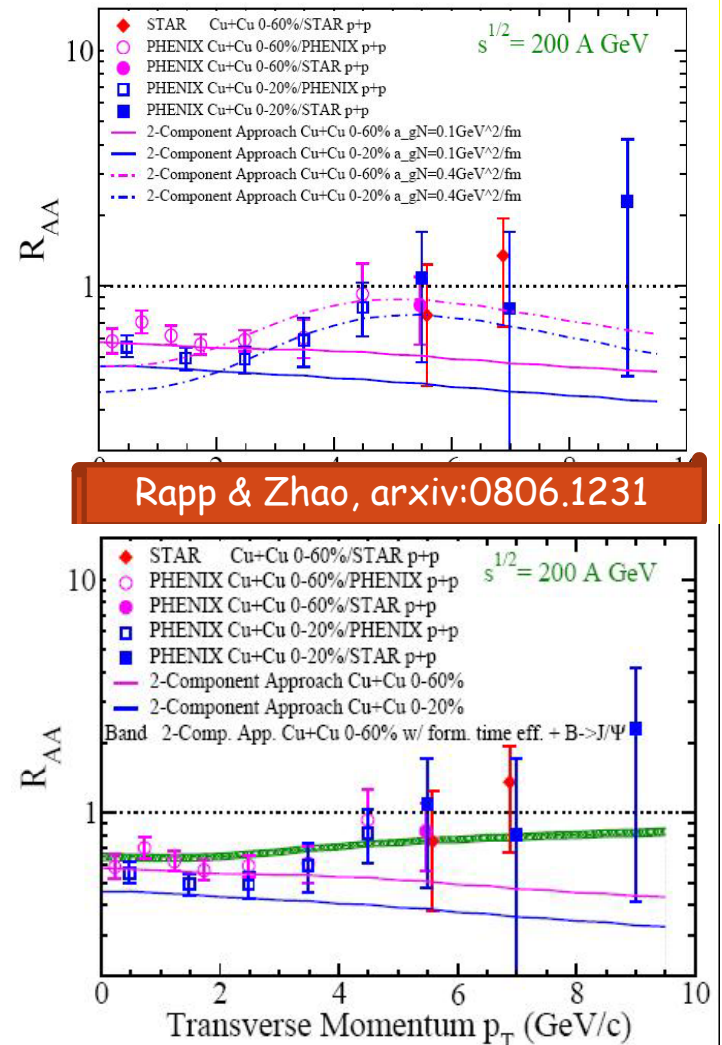 STAR Cu+Cu 0-60%/STAR p+p
PHENIX Cu+Cu 0-60%/PHENIX p+p
PHENIX Cu+Cu 0-60%/STAR p+p
PHENIX Cu+Cu 0-20%/PHENIX p+p
PHENIX Cu+Cu 0-20%/STAR p+p
2-Component Approach Cu+Cu 0-60% a_gN=0.1GeV^2/fm
2-Component Approach Cu+Cu 0-20% a_gN=0.1GeV^2/fm
2-Component Approach Cu+Cu 0-60% a_gN=0.4GeV^2/fm
2-Component Approach Cu+Cu 0-20% a_gN=0.4GeV^2/fm
s^1/2= 200 A GeV
10
1
R_AA
Rapp & Zhao, arxiv:0806.1231
STAR Cu+Cu 0-60%/STAR p+p
PHENIX Cu+Cu 0-60%/PHENIX p+p
PHENIX Cu+Cu 0-60%/STAR p+p
PHENIX Cu+Cu 0-20%/PHENIX p+p
PHENIX Cu+Cu 0-20%/STAR p+p
2-Component Approach Cu+Cu 0-60%
2-Component Approach Cu+Cu 0-20%
Band 2-Comp. App. Cu+Cu 0-60% w/ form. time eff. + B->J/Ψ
s^1/2= 200 A GeV
10
1
R_AA
0 2 4 6 8 10
Transverse Momentum p_T (GeV/c)